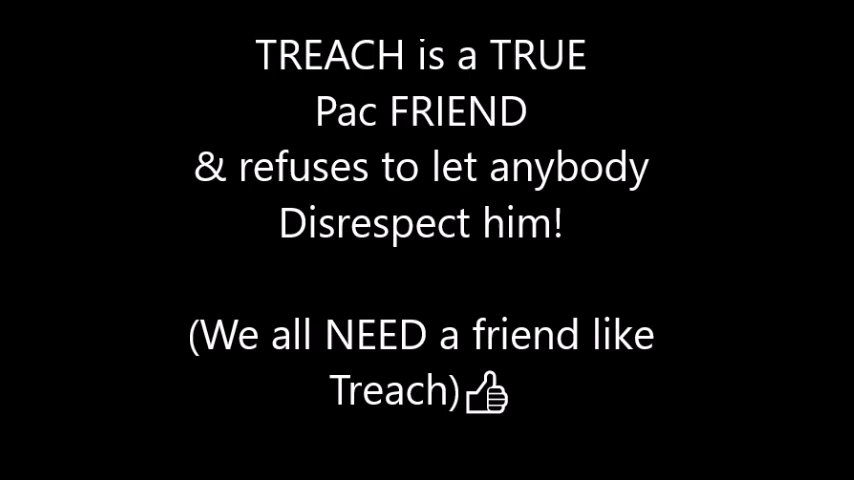 TREACH is a TRUE
Pac FRIEND
& refuses to let anybody
Disrespect him!
(We all NEED a friend like
Treach)👍